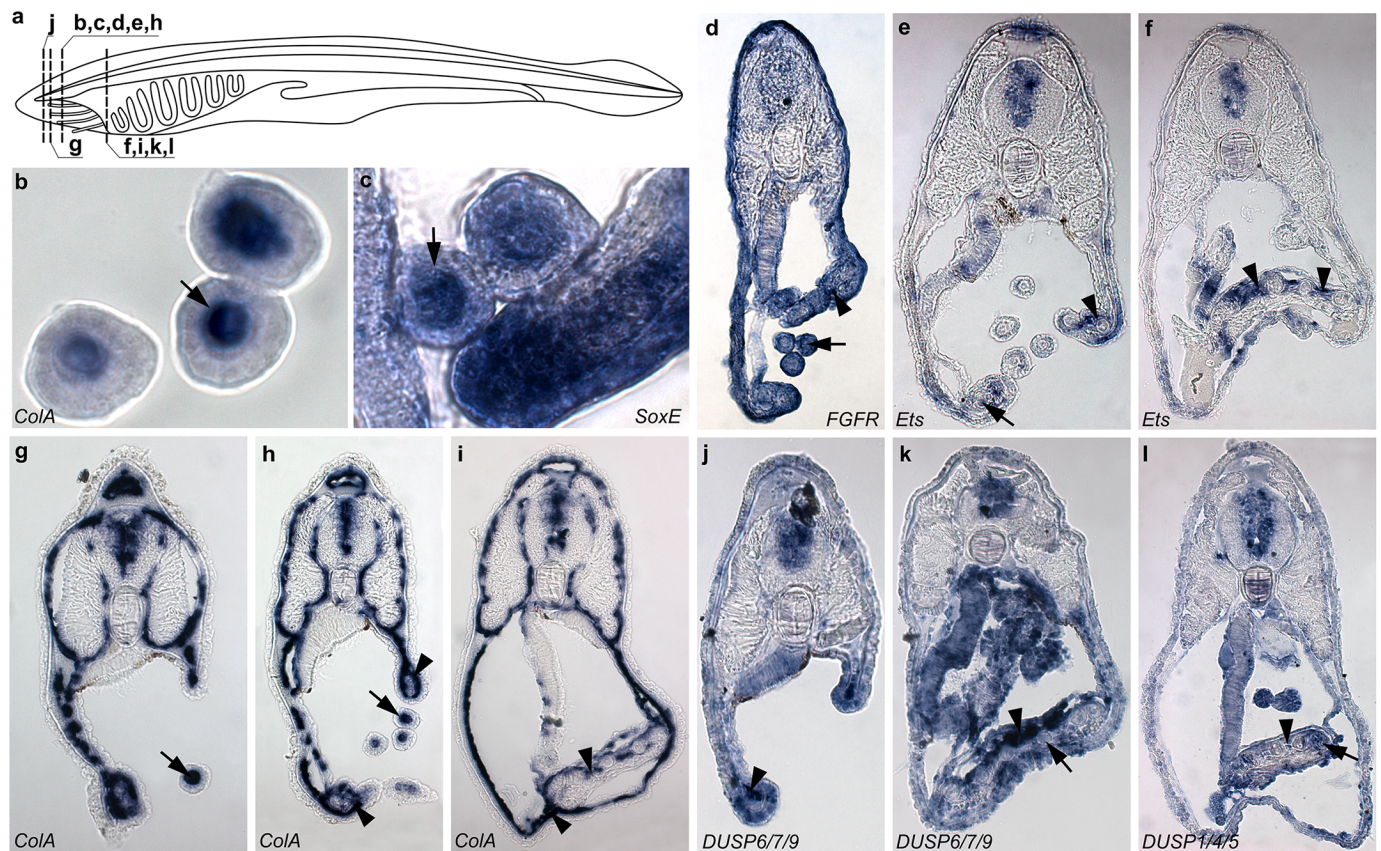 a
j
b,c,d,e,h
g
f,i,k,l
b
ColA
c
SoxE
d
FGFR
e
Ets
f
Ets
g
ColA
h
ColA
i
ColA
j
DUSP6/7/9
k
DUSP6/7/9
l
DUSP1/4/5